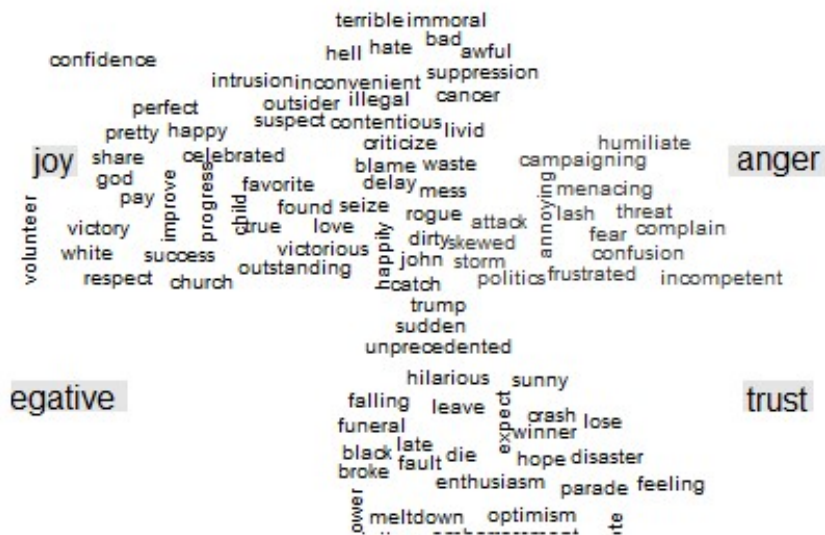 terrible immoral
hell hate bad awful
confidence
intrusion inconvenient suppression
outsider illegal cancer
perfect
suspect contentious livid
pretty happy
criticize
humiliate
joy
share
celebrated
blame waste
campaigning
anger
god
pay
improve
progress
child
favorite
delay
mess
annoying
menacing
volunteer
found seize
rogue
attack
lash
threat
victory
true
love
dirty
skewed
fear
complain
white
success
victorious
happily
john
storm
confusion
respect
church
outstanding
catch
politics
frustrated
incompetent
trump
sudden
unprecedented
hilarious
sunny
egative
falling
leave
expect
crash
lose
trust
funeral
winner
black
late
die
hope
disaster
broke
fault
enthusiasm
parade
feeling
meltdown
optimism